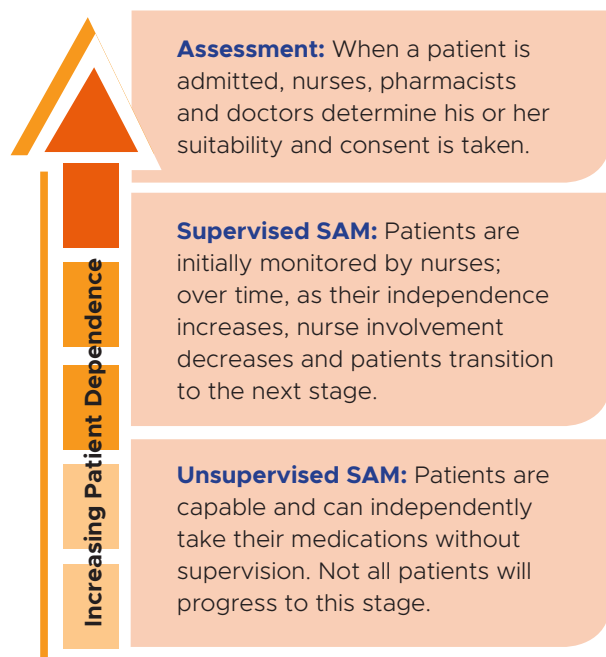 Assessment: When a patient is
admitted, nurses, pharmacists
and doctors determine his or her
suitability and consent is taken.
Supervised SAM: Patients are
initially monitored by nurses;
over time, as their independence
increases, nurse involvement
decreases and patients transition
to the next stage.
Unsupervised SAM: Patients are
capable and can independently
take their medications without
supervision. Not all patients will
progress to this stage.
Increasing Patient Dependence